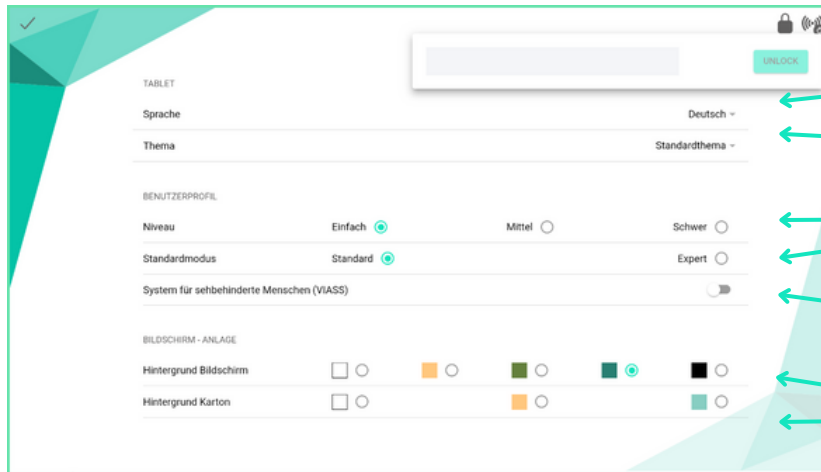 UNLOCK
TABLET
Sprache Deutsch
Thema Standardthema
BENUTZERPROFIL
Niveau Einfach Mittel Schwer
Standardmodus Standard Expert
System für sehbehinderte Menschen (VIASS)
BILDSCHIRM - ANLAGE
Hintergrund Bildschirm
Hintergrund Karton